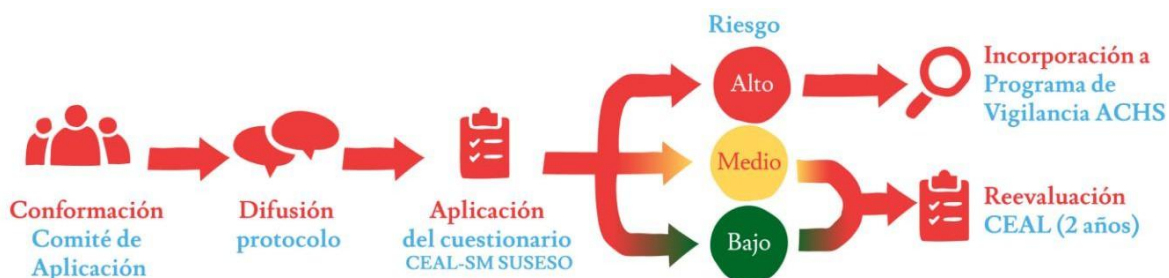 Conformación
Comité de
Aplicación
Difusión
protocolo
Aplicación
del cuestionario
CEAL-SM SUSESO
Riesgo
Alto
Medio
Bajo
Incorporación a
Programa de
Vigilancia ACHS
Reevaluación
CEAL (2 años)